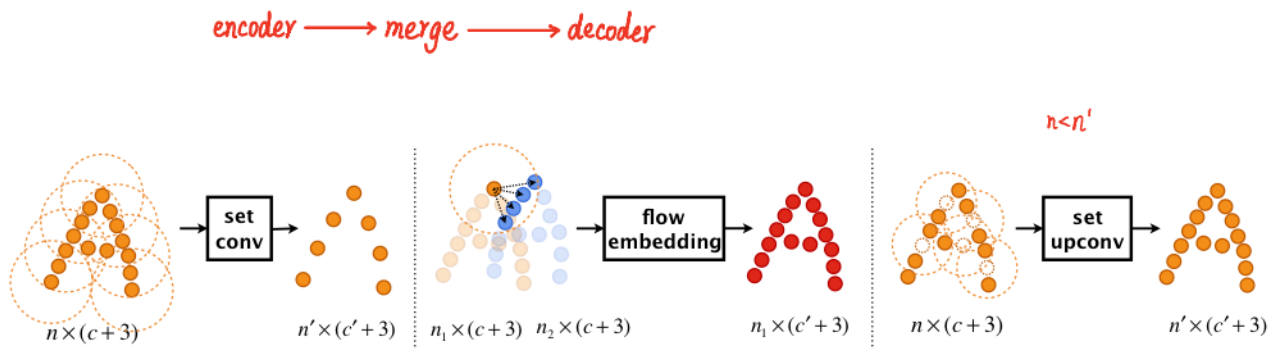 encoder → merge → decoder
n<n'
set conv
flow embedding
set upconv
n×(c+3)
n′×(c′+3)
n₁×(c+3)
n₂×(c+3)
n₁×(c′+3)
n×(c+3)
n′×(c′+3)